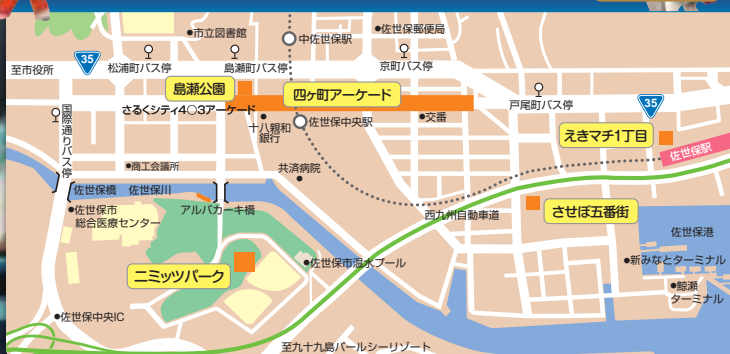 ●市立図書館
中佐世保駅
●佐世保郵便局
至市役所
35
松浦町バス停
島瀬町バス停
京町バス停
島瀬公園
四ヶ町アーケード
戸尾町バス停
35
さるくシティ4○3アーケード
国際通りバス停
●十八親和
銀行
佐世保中央駅
●交番
えきマチ1丁目
佐世保駅
●商工会議所
共済病院
佐世保橋
佐世保川
●佐世保市
総合医療センター
アルバカーキ橋
西九州自動車道
させぼ五番街
佐世保港
ニミッツパーク
●佐世保市温水プール
●新みなとターミナル
●鯨瀬
ターミナル
●佐世保中央IC
至九十九島パールシーリゾート